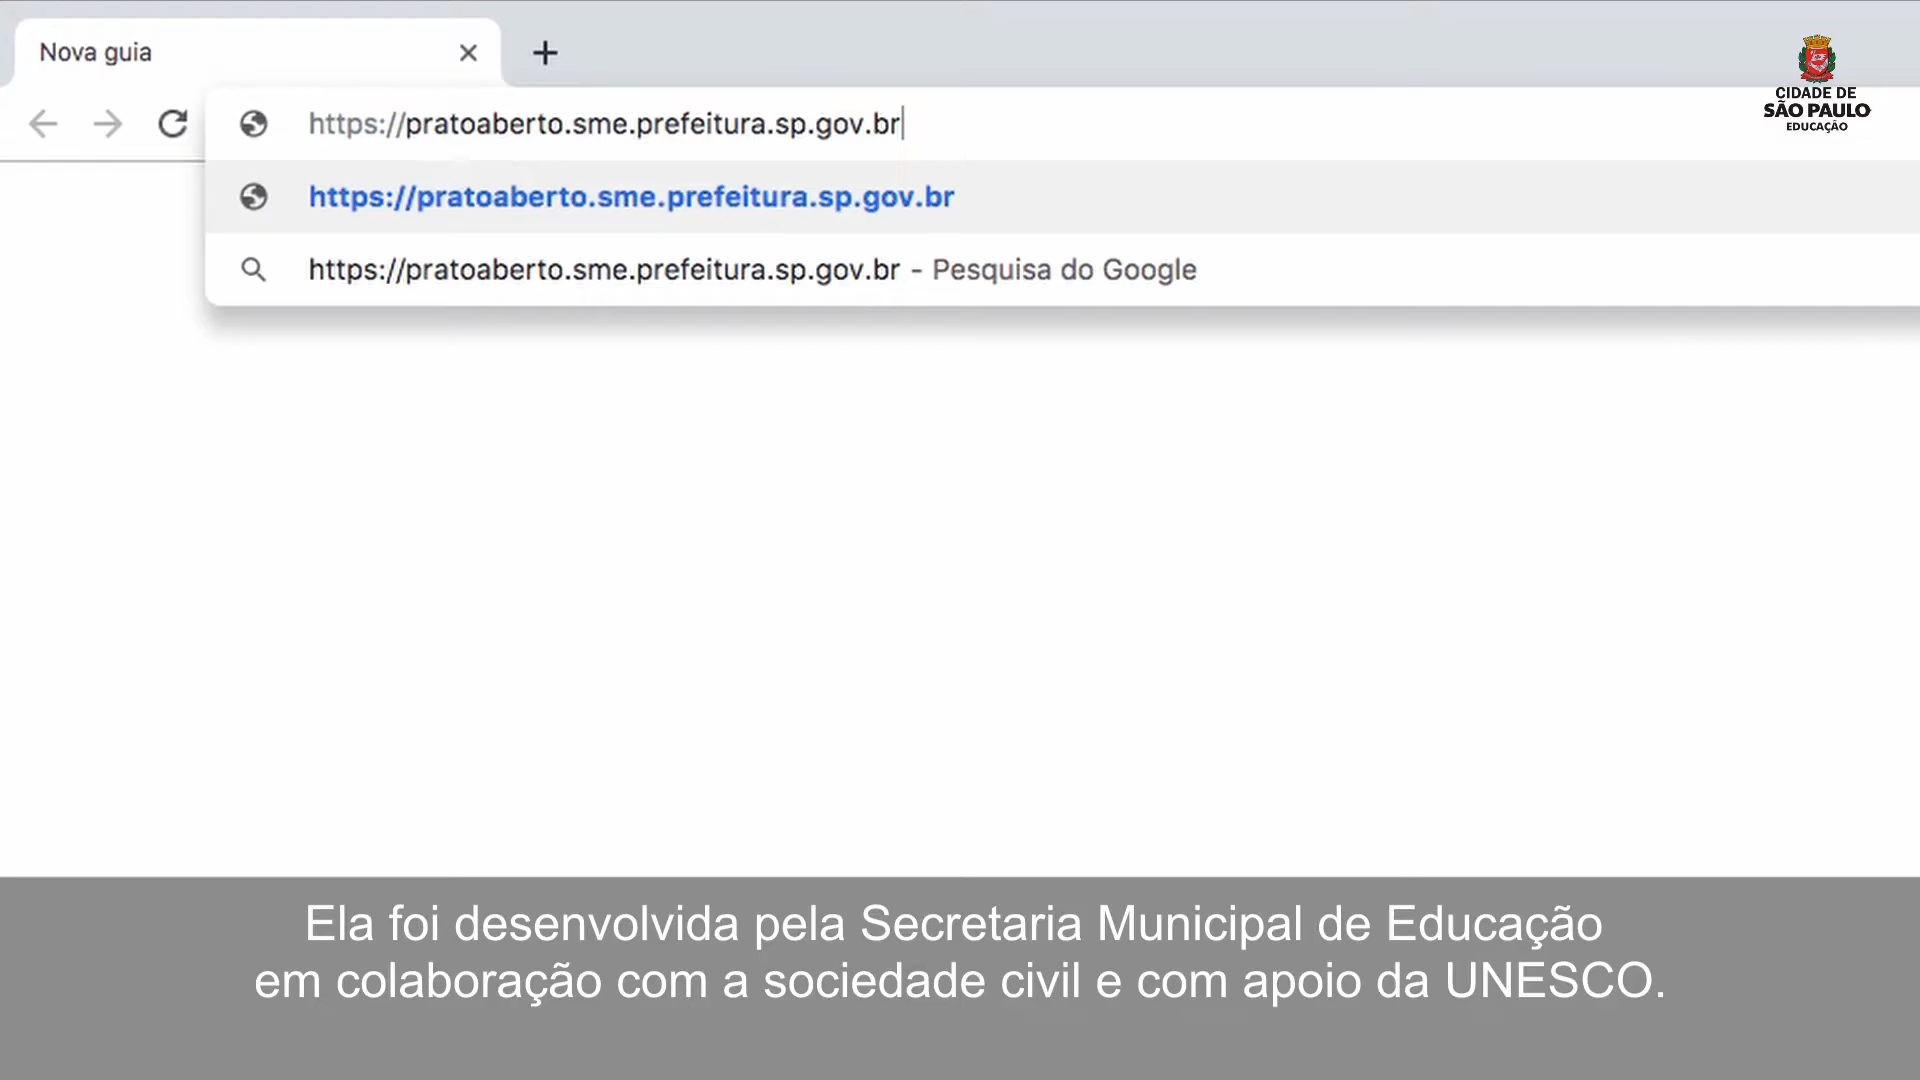 Nova guia
https://pratoaberto.sme.prefeitura.sp.gov.br
https://pratoaberto.sme.prefeitura.sp.gov.br
https://pratoaberto.sme.prefeitura.sp.gov.br - Pesquisa do Google
CIDADE DE
SÃO PAULO
EDUCAÇÃO
Ela foi desenvolvida pela Secretaria Municipal de Educação
em colaboração com a sociedade civil e com apoio da UNESCO.